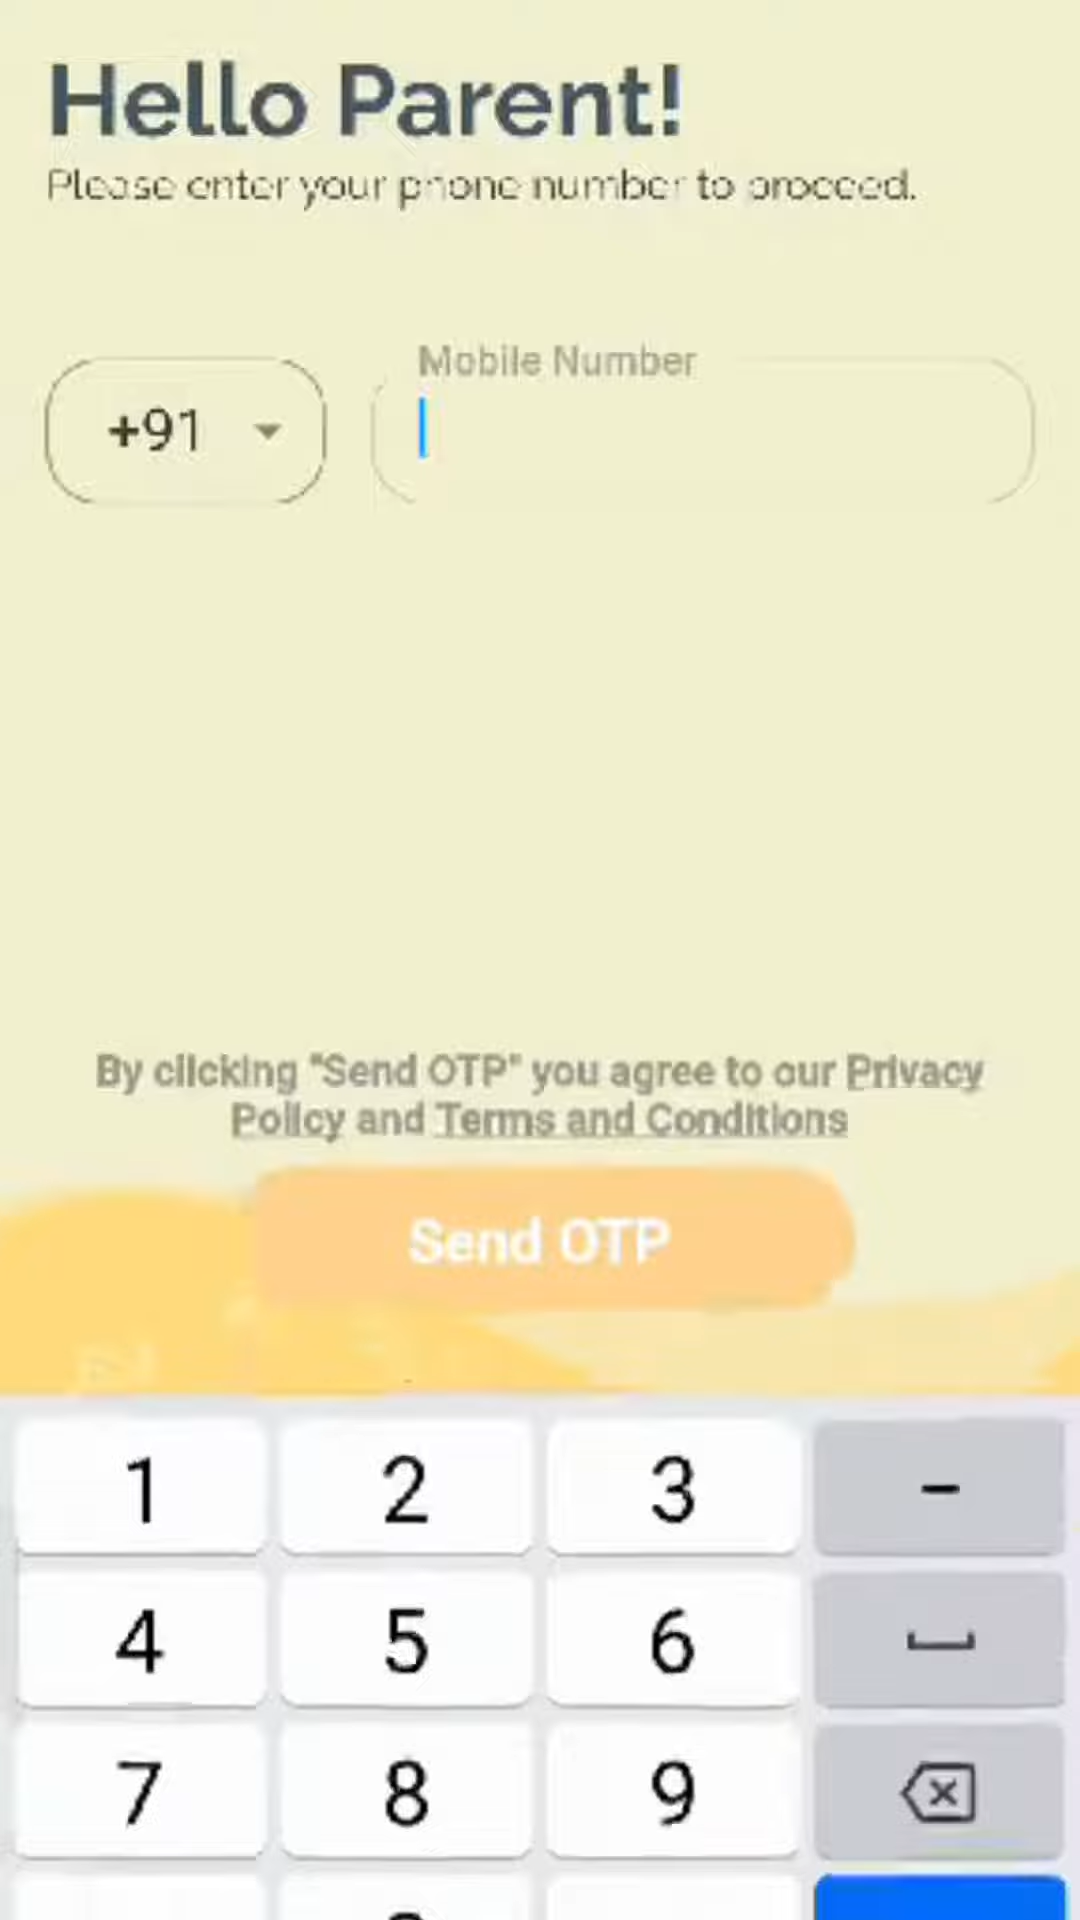 Hello Parent!
Please enter your phone number to proceed.
Mobile Number
+91
By clicking "Send OTP" you agree to our Privacy
Policy and Terms and Conditions
Send OTP
1 2 3 -
4 5 6
7 8 9